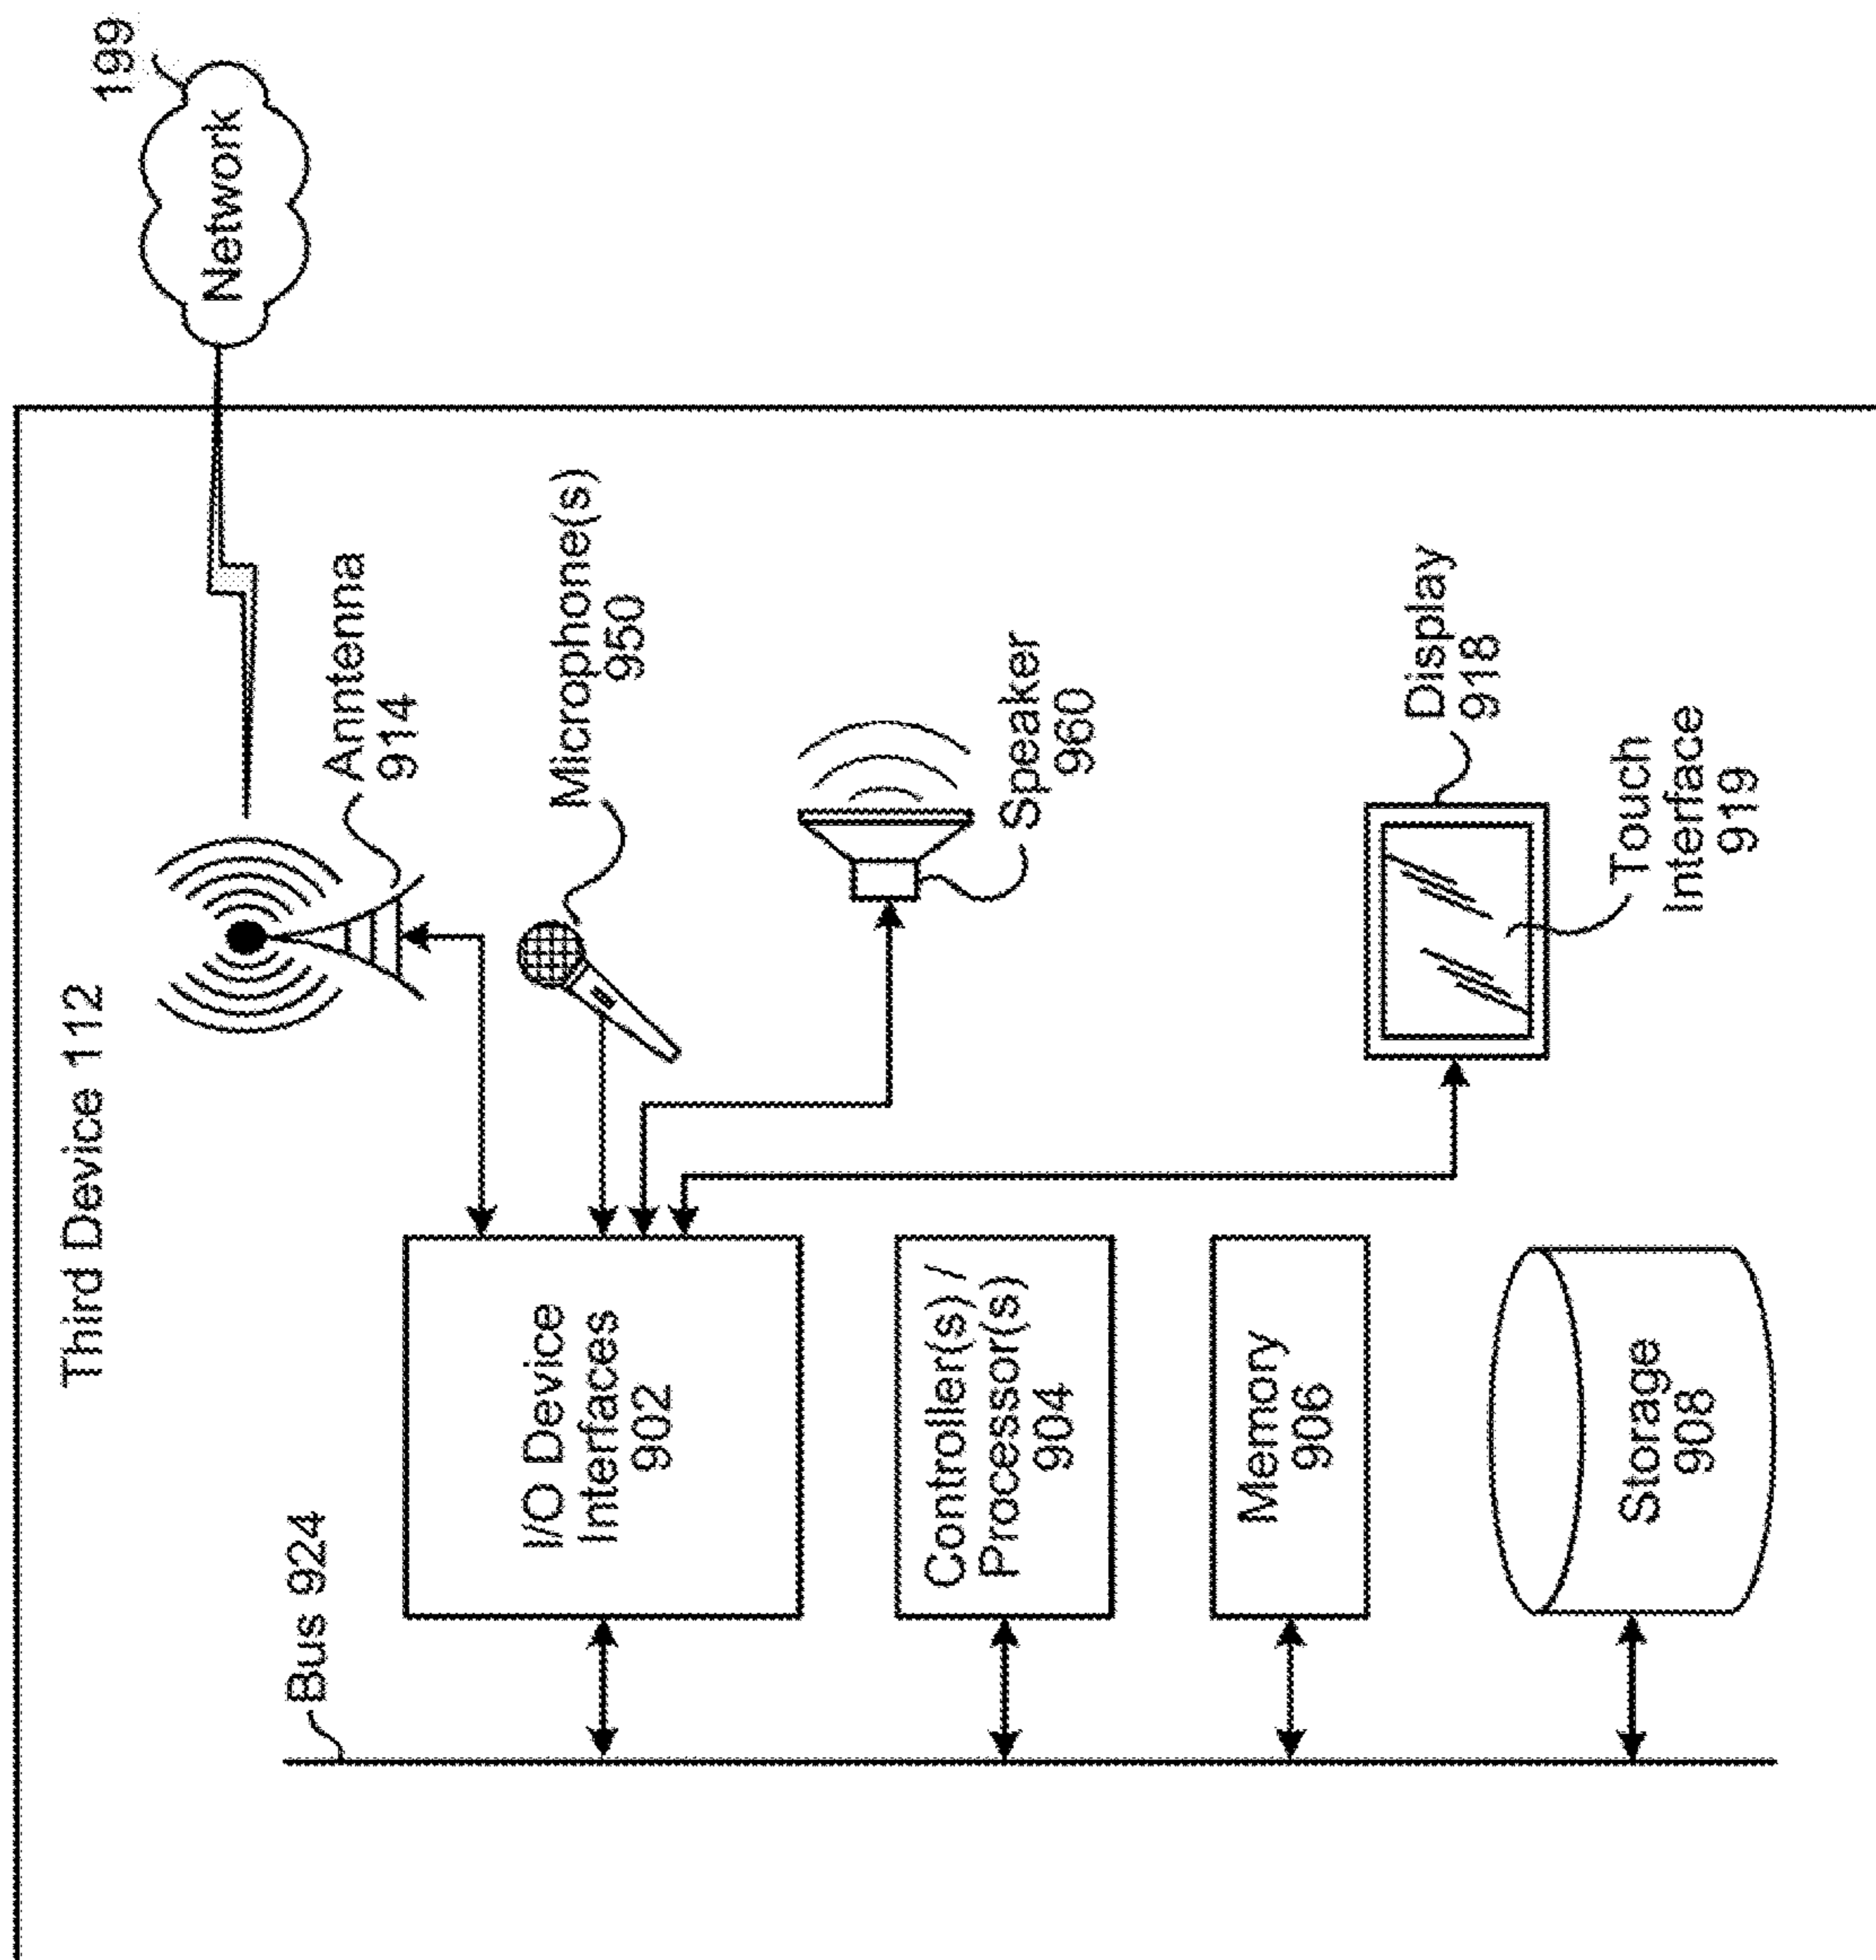 Third Device 112
199
Network
Bus 924
I/O Device
Interfaces
902
Anntenna
914
Microphone(s)
950
Controller(s) /
Processor(s)
904
Speaker
960
Memory
906
Display
918
Storage
908
Touch
Interface
919